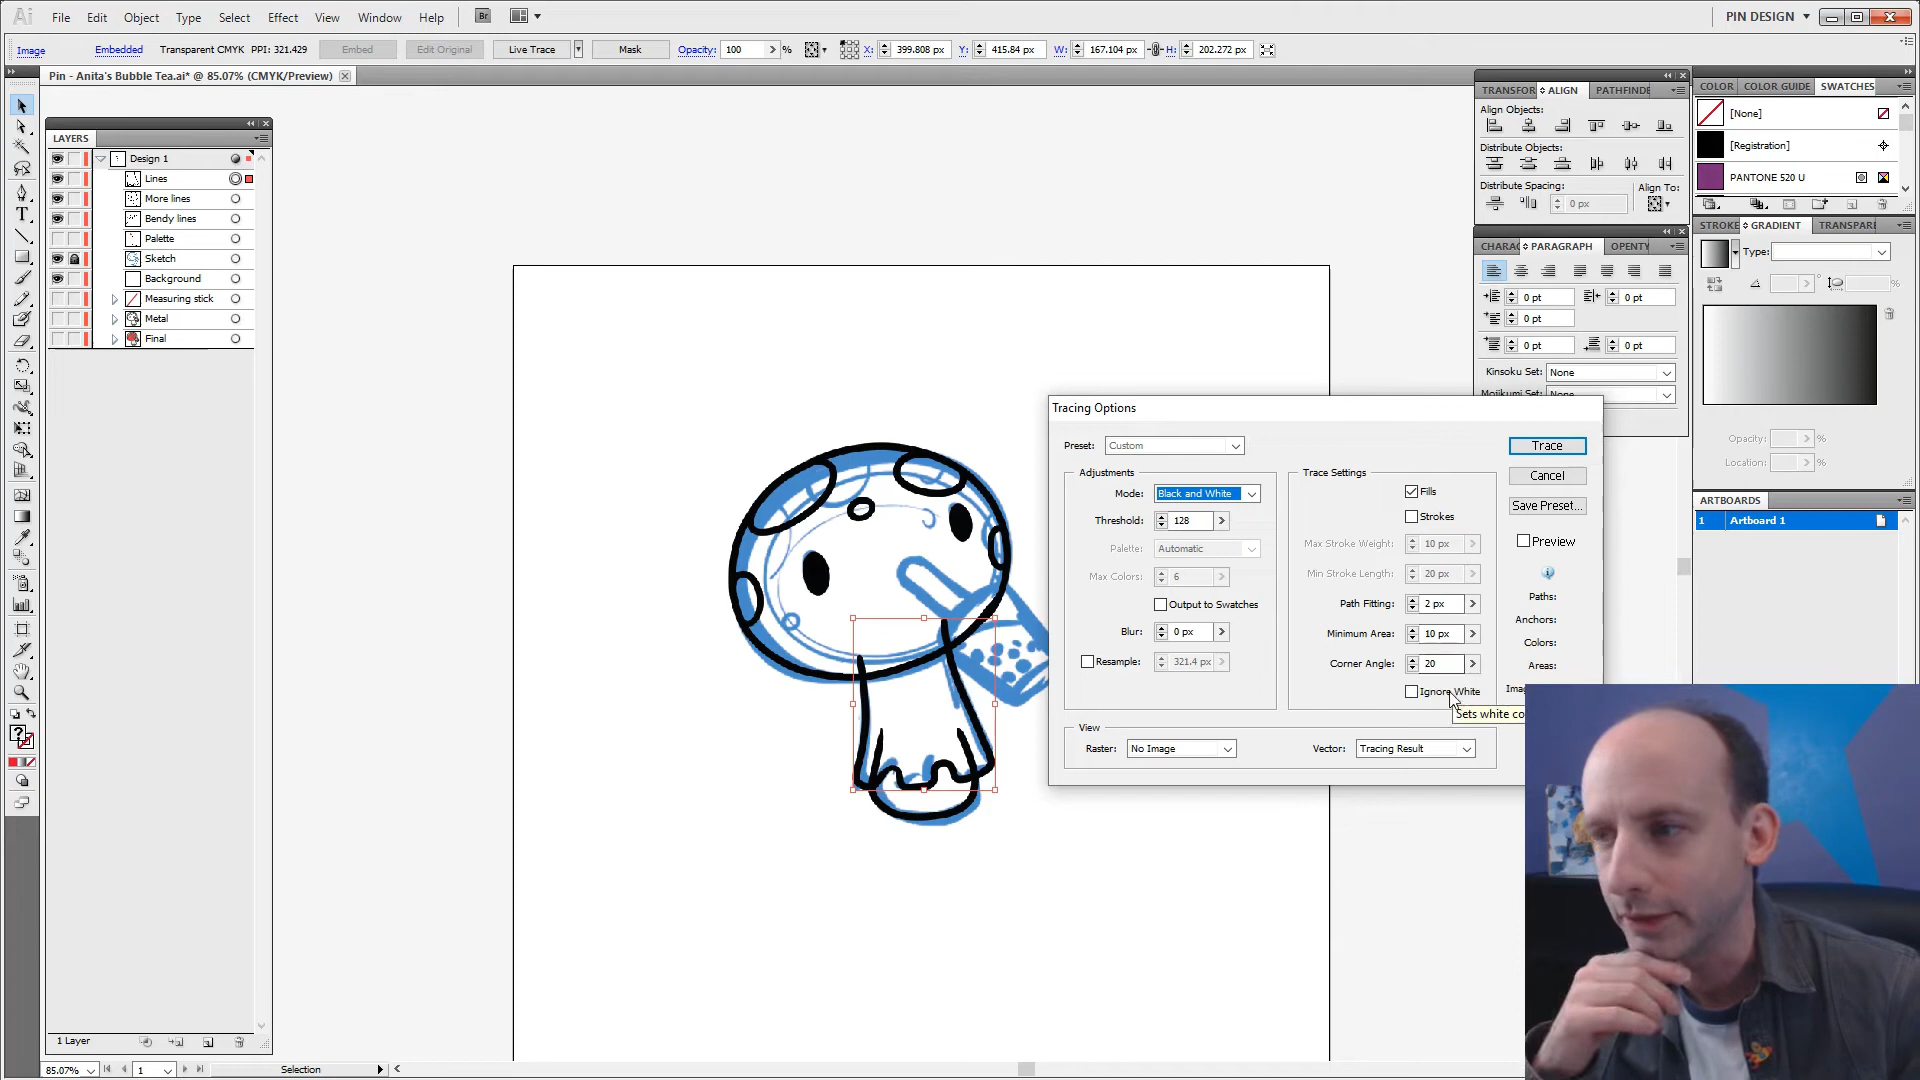 Ai File Edit Object Type Select Effect View Window Help Br PIN DESIGN
Image Embedded Transparent CMYK PPI: 321.429 Embed Edit Original Live Trace Mask Opacity: 100 % X: 399.808 px Y: 415.84 px W: 167.104 px H: 202.272 px
Pin - Anita's Bubble Tea.ai* @ 85.07% (CMYK/Preview)
LAYERS
Design 1
Lines
More lines
Bendy lines
Palette
Sketch
Background
Measuring stick
Metal
Final
1 Layer
85.07% 1 Selection
TRANSFOR ALIGN PATHFINDE
Align Objects:
Distribute Objects:
Distribute Spacing: Align To:
0 px
CHARAC PARAGRAPH OPENTY
0 pt 0 pt
0 pt
0 pt 0 pt
Kinsoku Set: None
Mojikumi Set: None
COLOR COLOR GUIDE SWATCHES
[None]
[Registration]
PANTONE 520 U
STROKE GRADIENT TRANSPARE
Type:
%
Opacity: %
Location: %
ARTBOARDS
1 Artboard 1
Tracing Options
Preset: Custom
Adjustments
Mode: Black and White
Threshold: 128
Palette: Automatic
Max Colors: 6
Output to Swatches
Blur: 0 px
Resample: 321.4 px
Trace Settings
Fills
Strokes
Max Stroke Weight: 10 px
Min Stroke Length: 20 px
Path Fitting: 2 px
Minimum Area: 10 px
Corner Angle: 20
Ignore White
Sets white co
View
Raster: No Image Vector: Tracing Result
Trace
Cancel
Save Preset...
Preview
Paths:
Anchors:
Colors:
Areas:
Ima